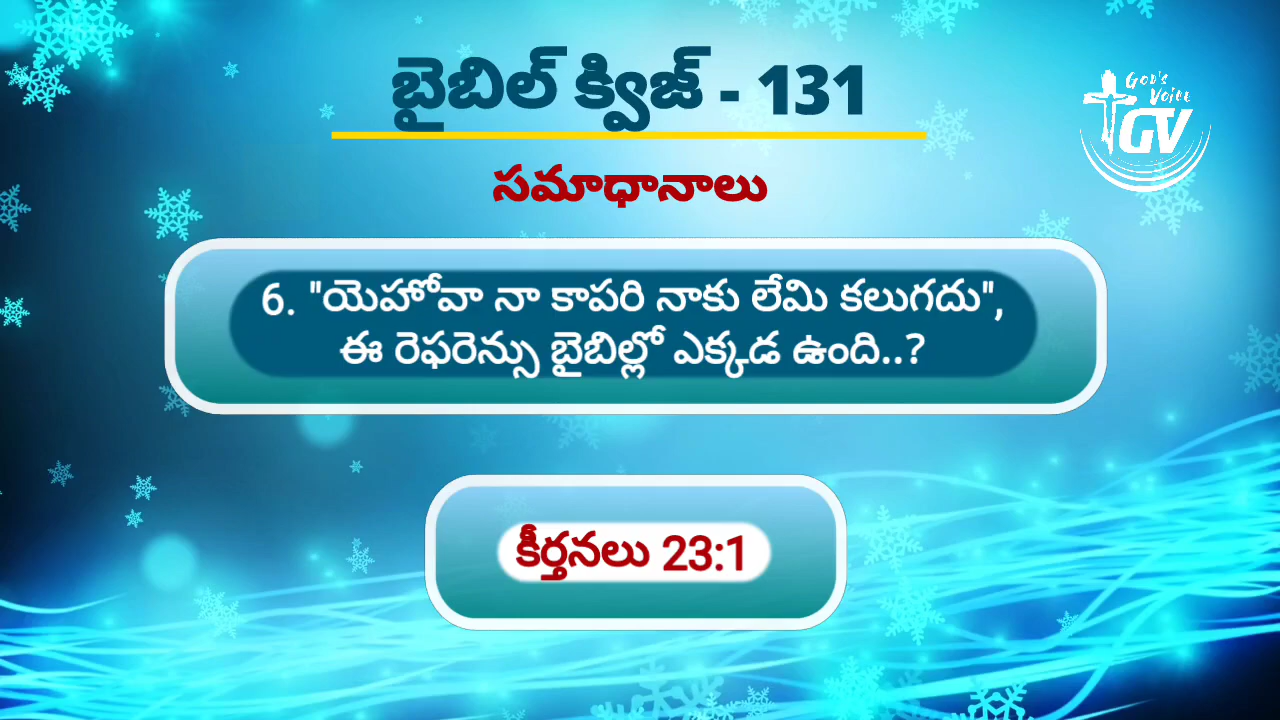 బైబిల్ క్విజ్ - 131
GOD'S
VOICE
GV
సమాధానాలు
6. "యెహోవా నా కాపరి నాకు లేమి కలుగదు",
ఈ రెఫరెన్సు బైబిల్లో ఎక్కడ ఉంది..?
కీర్తనలు 23:1